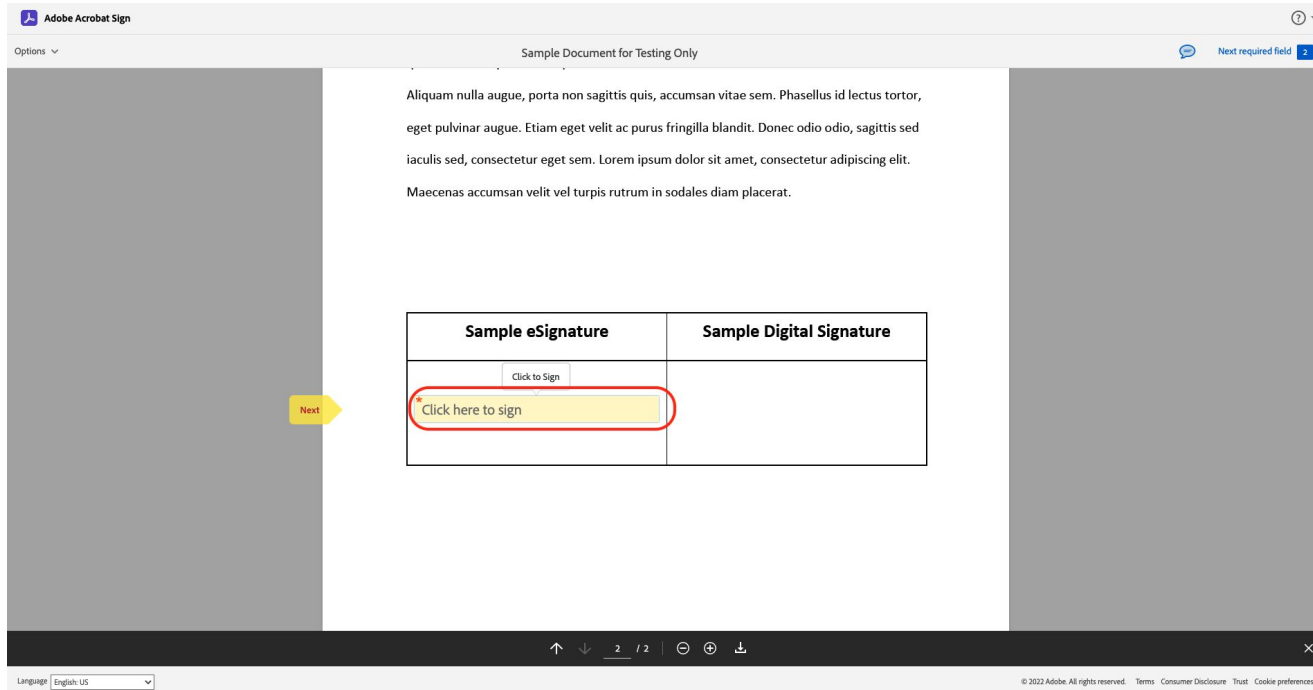 Adobe Acrobat Sign
Options
Sample Document for Testing Only
Next required field 2
Aliquam nulla augue, porta non sagittis quis, accumsan vitae sem. Phasellus id lectus tortor,
eget pulvinar augue. Etiam eget velit ac purus fringilla blandit. Donec odio odio, sagittis sed
iaculis sed, consectetur eget sem. Lorem ipsum dolor sit amet, consectetur adipiscing elit.
Maecenas accumsan velit vel turpis rutrum in sodales diam placerat.
Sample eSignature
Sample Digital Signature
Click to Sign
Next
*Click here to sign
2 / 2
Language English: US
© 2022 Adobe. All rights reserved. Terms Consumer Disclosure Trust Cookie preferences